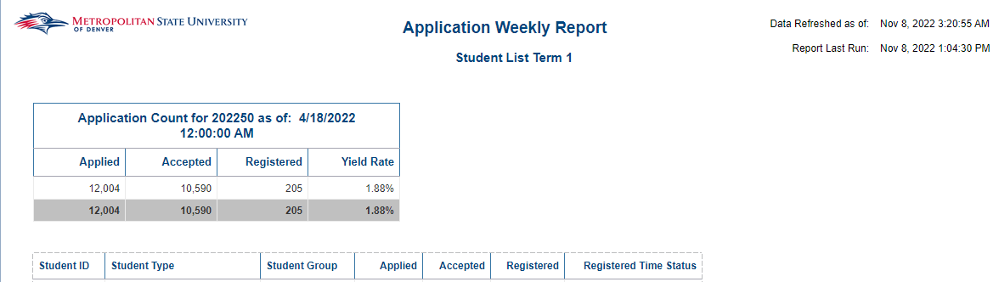 METROPOLITAN STATE UNIVERSITY
OF DENVER
Application Weekly Report
Student List Term 1
Data Refreshed as of: Nov 8, 2022 3:20:55 AM
Report Last Run: Nov 8, 2022 1:04:30 PM
Application Count for 202250 as of: 4/18/2022
12:00:00 AM
Applied Accepted Registered Yield Rate
12,004 10,590 205 1.88%
12,004 10,590 205 1.88%
Student ID Student Type Student Group Applied Accepted Registered Registered Time Status